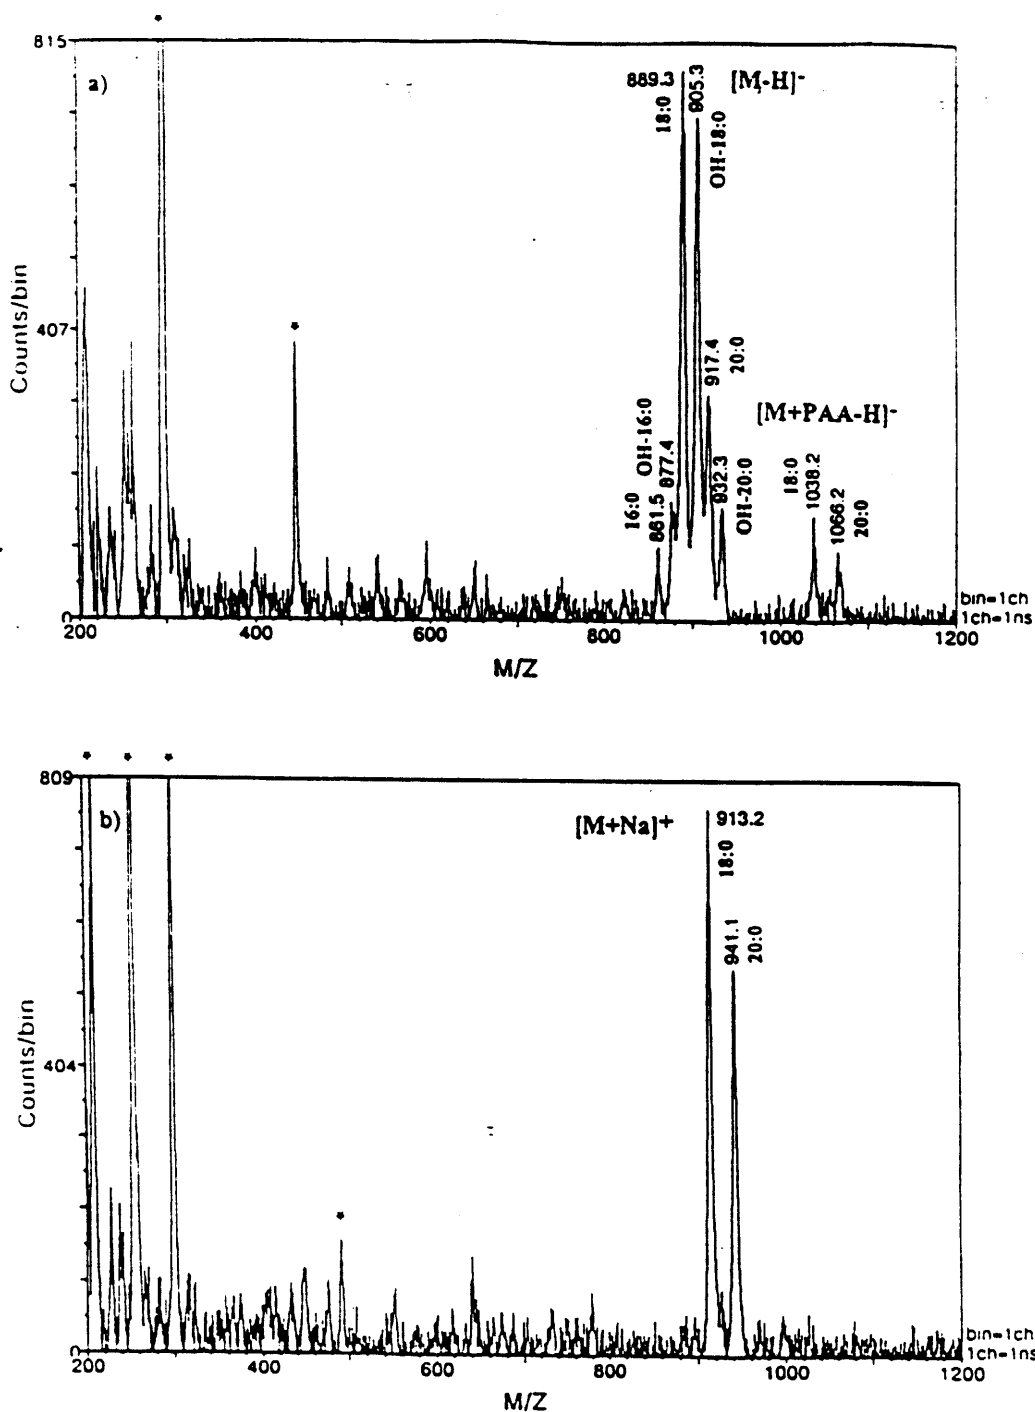 *
815
a)
889.3
18:0
905.3
OH-18:0
[M-H]-
Counts/bin
407
*
917.4
20:0
[M+PAA-H]-
16:0
861.5
OH-16:0
877.4
932.3
OH-20:0
18:0
1038.2
1066.2
20:0
0
bin=1ch
1ch=1ns
200
400
600
800
1000
1200
M/Z
* * *
809
b)
[M+Na]+
913.2
18:0
941.1
20:0
Counts/bin
404
*
0
bin=1ch
1ch=1ns
200
400
600
800
1000
1200
M/Z